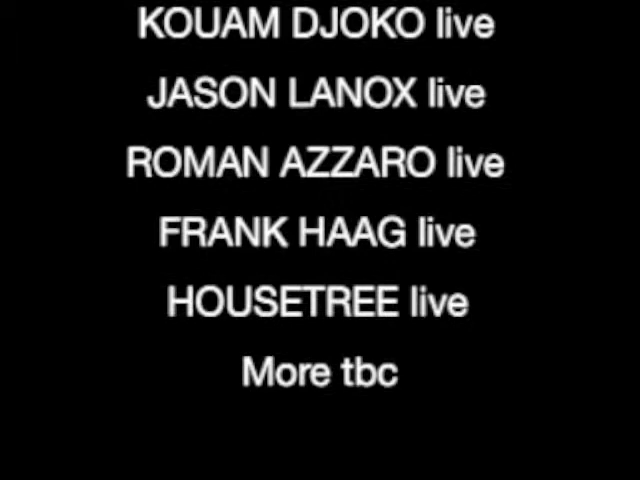 KOUAM DJOKO live
JASON LANOX live
ROMAN AZZARO live
FRANK HAAG live
HOUSETREE live
More tbc